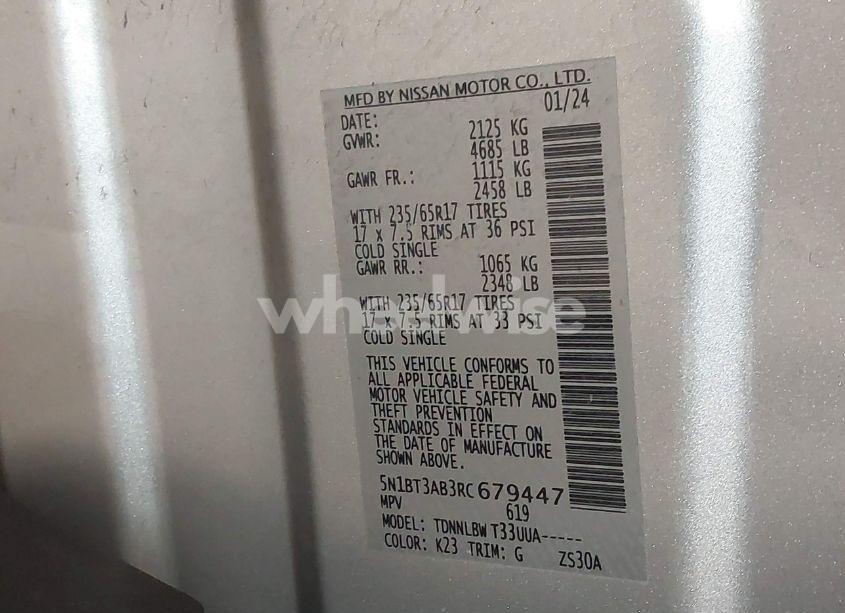 MFD BY NISSAN MOTOR CO., LTD.
DATE: 01/24
GVWR: 2125 KG
4685 LB
GAWR FR.: 1115 KG
2458 LB
WITH 235/65R17 TIRES
17 x 7.5 RIMS AT 36 PSI
COLD SINGLE
GAWR RR.: 1065 KG
2348 LB
WITH 235/65R17 TIRES
17 x 7.5 RIMS AT 33 PSI
COLD SINGLE
wheelwise
THIS VEHICLE CONFORMS TO
ALL APPLICABLE FEDERAL
MOTOR VEHICLE SAFETY AND
THEFT PREVENTION
STANDARDS IN EFFECT ON
THE DATE OF MANUFACTURE
SHOWN ABOVE.
5N1BT3AB3RC679447
MPV 619
MODEL: TDNNLBW T33UUA-----
COLOR: K23 TRIM: G ZS30A